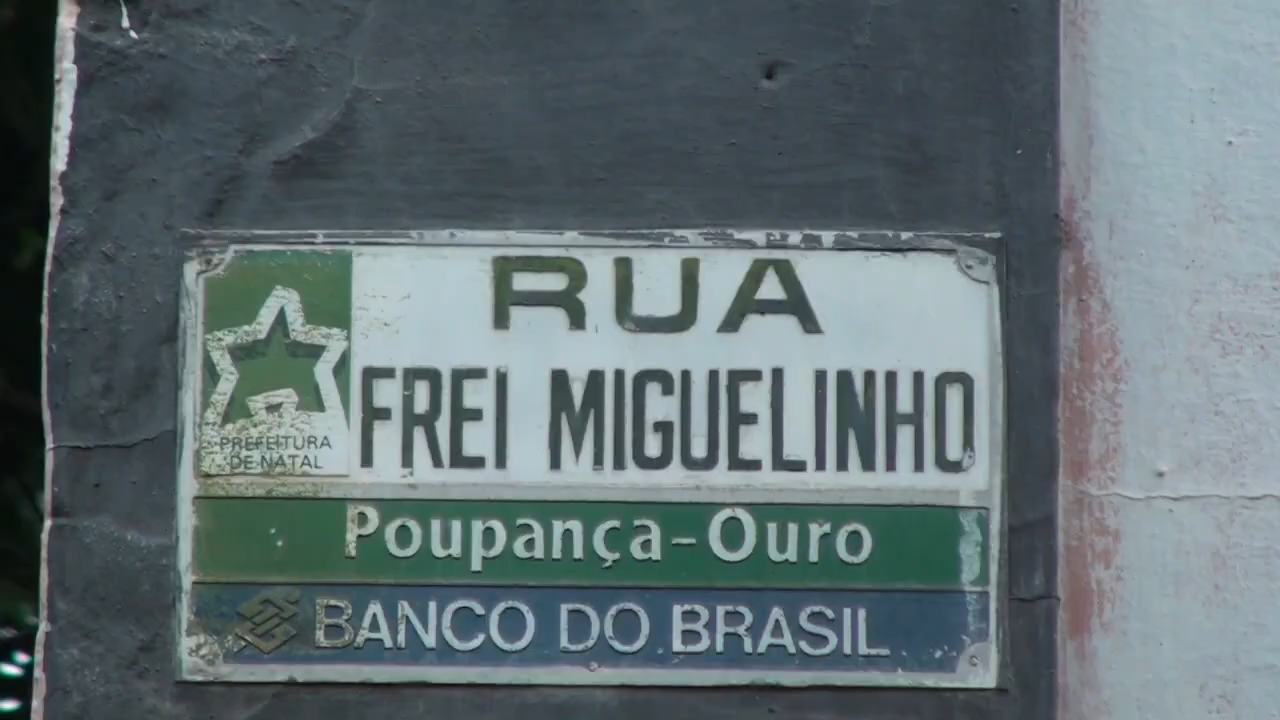 RUA
FREI MIGUELINHO
PREFEITURA
DE NATAL
Poupança-Ouro
BANCO DO BRASIL